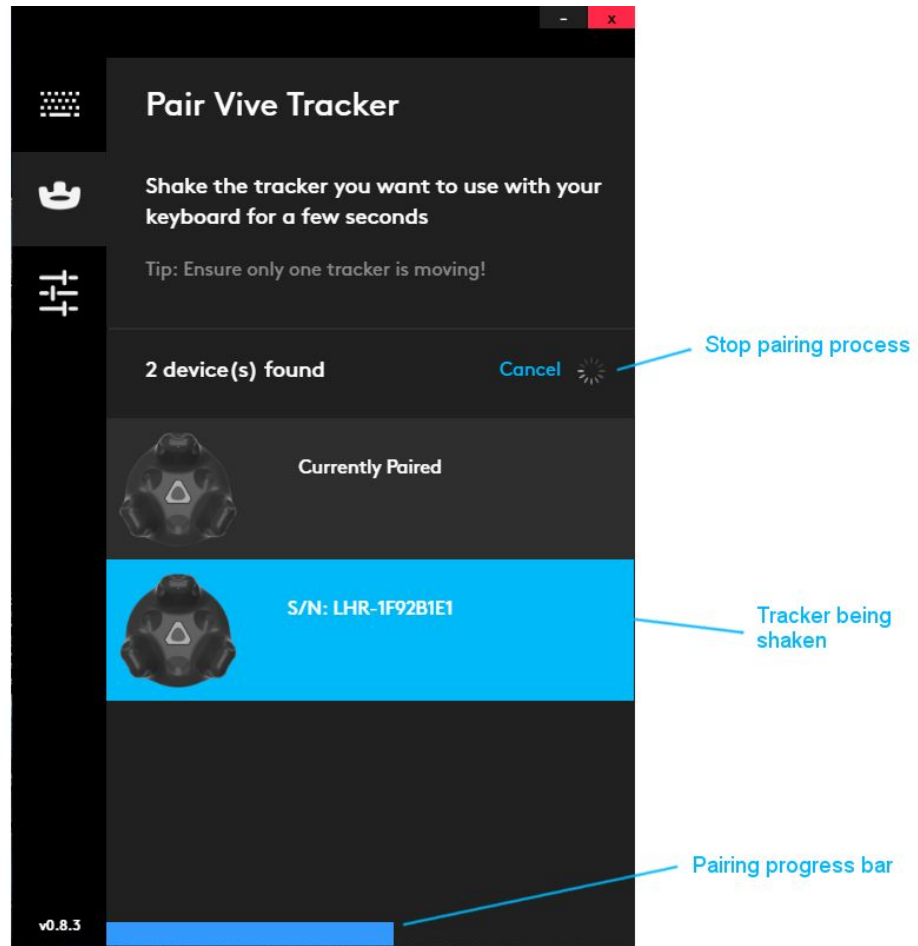 - x
Pair Vive Tracker
Shake the tracker you want to use with your
keyboard for a few seconds
Tip: Ensure only one tracker is moving!
2 device(s) found
Cancel
Stop pairing process
Currently Paired
S/N: LHR-1F92B1E1
Tracker being
shaken
Pairing progress bar
v0.8.3